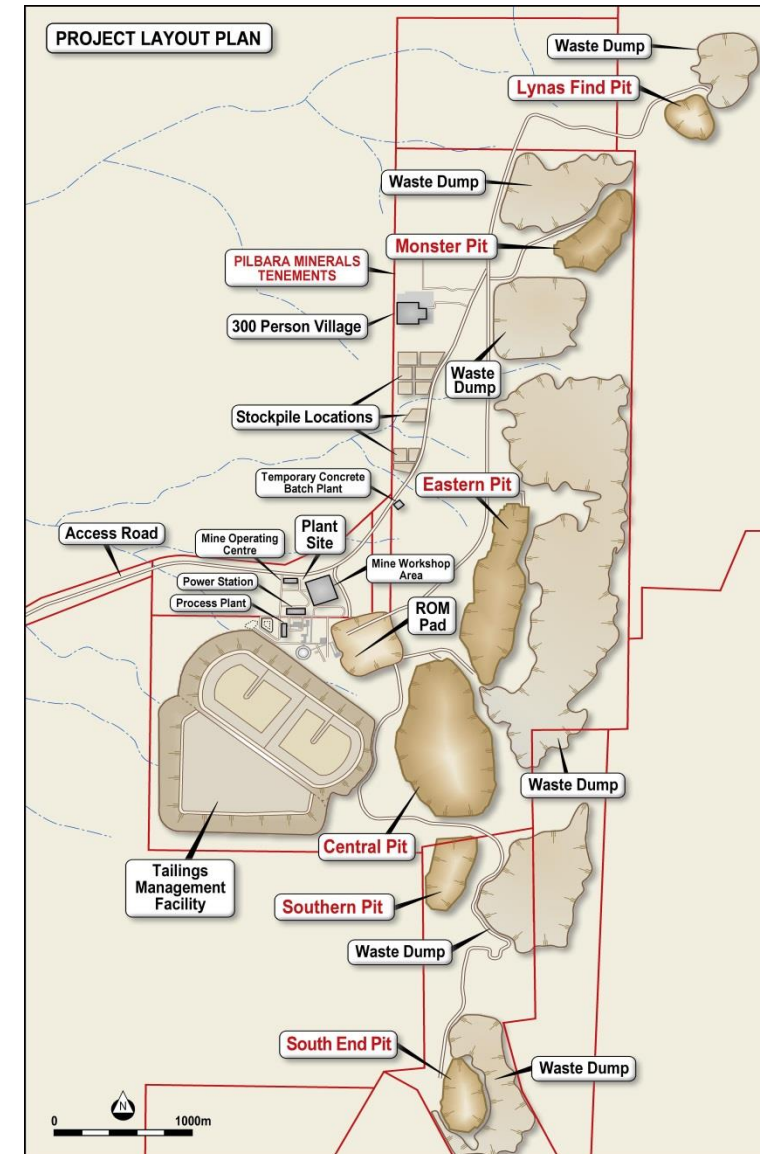 PROJECT LAYOUT PLAN
Waste Dump
Lynas Find Pit
Waste Dump
Monster Pit
PILBARA MINERALS
TENEMENTS
300 Person Village
Waste
Dump
Stockpile Locations
Temporary Concrete
Batch Plant
Eastern Pit
Access Road
Mine Operating
Centre
Plant
Site
Mine Workshop
Area
Power Station
Process Plant
ROM
Pad
Waste Dump
Central Pit
Tailings
Management
Facility
Southern Pit
Waste Dump
South End Pit
Waste Dump
N
0 1000m